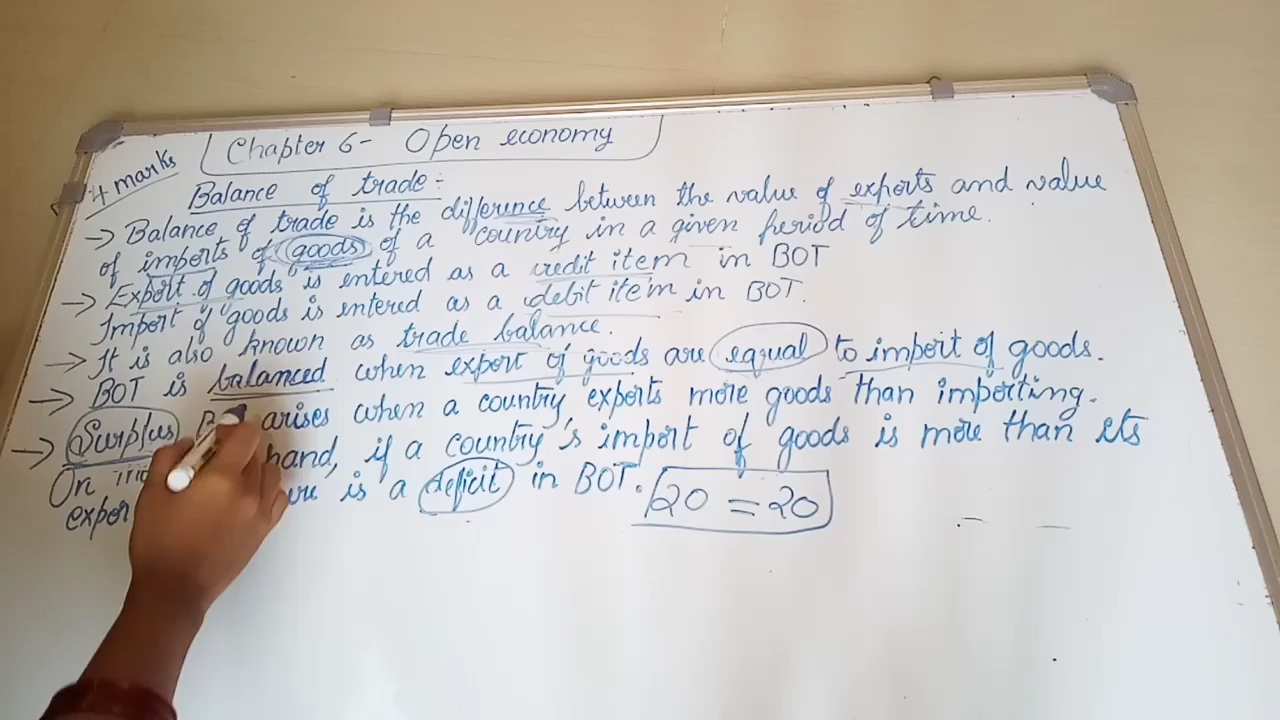 Chapter 6- Open economy
4 marks
Balance of trade:-
→ Balance of trade is the difference between the value of exports and value
of imports of goods of a country in a given period of time.
→ Export of goods is entered as a credit item in BOT
Import of goods is entered as a debit item in BOT.
→ It is also known as trade balance.
→ BOT is balanced when export of goods are equal to import of goods.
→ Surplus arises when a country exports more goods than importing.
On hand, if a country's import of goods is more than its
is a deficit in BOT.
20 = 20